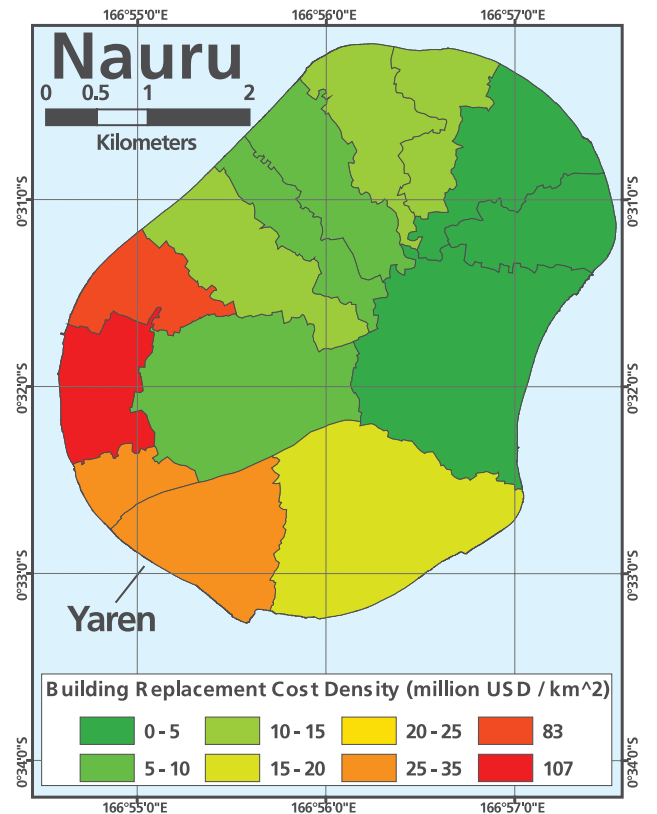 166°55'0"E 166°56'0"E 166°57'0"E
Nauru
0 0.5 1 2
Kilometers
0°31'0"S 0°31'0"S
0°32'0"S 0°32'0"S
0°33'0"S 0°33'0"S
Yaren
Building Replacement Cost Density (million USD / km^2)
0 - 5 10 - 15 20 - 25 83
5 - 10 15 - 20 25 - 35 107
0°34'0"S 0°34'0"S
166°55'0"E 166°56'0"E 166°57'0"E